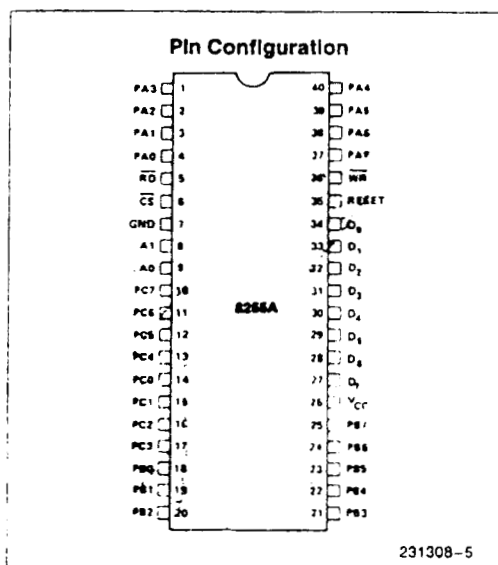 Pin Configuration
PA3 1 40 PA4
PA2 2 39 PA5
PA1 3 38 PA6
PA0 4 37 PA7
RD 5 36 WR
CS 6 35 RESET
GND 7 34 D0
A1 8 33 D1
A0 9 32 D2
PC7 10 31 D3
PC6 11 30 D4
PC5 12 29 D5
PC4 13 28 D6
PC0 14 27 D7
PC1 15 26 VCC
PC2 16 25 PB7
PC3 17 24 PB6
PB0 18 23 PB5
PB1 19 22 PB4
PB2 20 21 PB3
8255A
231308-5